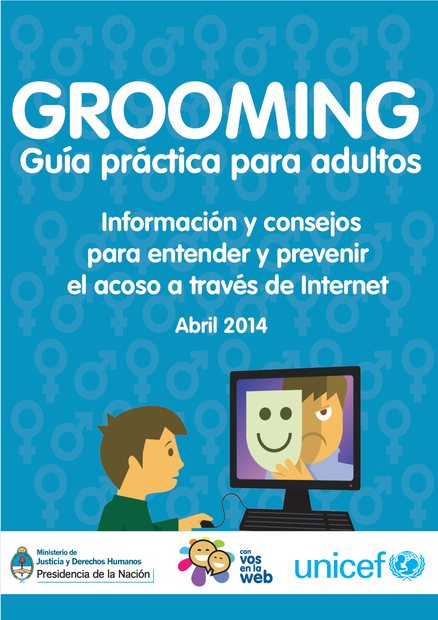 GROOMING
Guía práctica para adultos
Información y consejos
para entender y prevenir
el acoso a través de Internet
Abril 2014
Ministerio de
Justicia y Derechos Humanos
Presidencia de la Nación
con
vos
en la
web
unicef